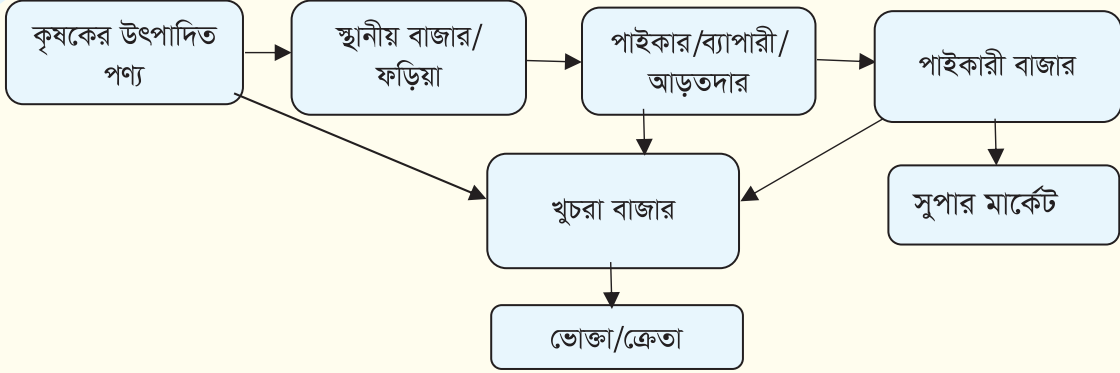 কৃষকের উৎপাদিত
পণ্য
স্থানীয় বাজার/
ফড়িয়া
পাইকার/ব্যাপারী/
আড়তদার
পাইকারী বাজার
খুচরা বাজার
সুপার মার্কেট
ভোক্তা/ক্রেতা